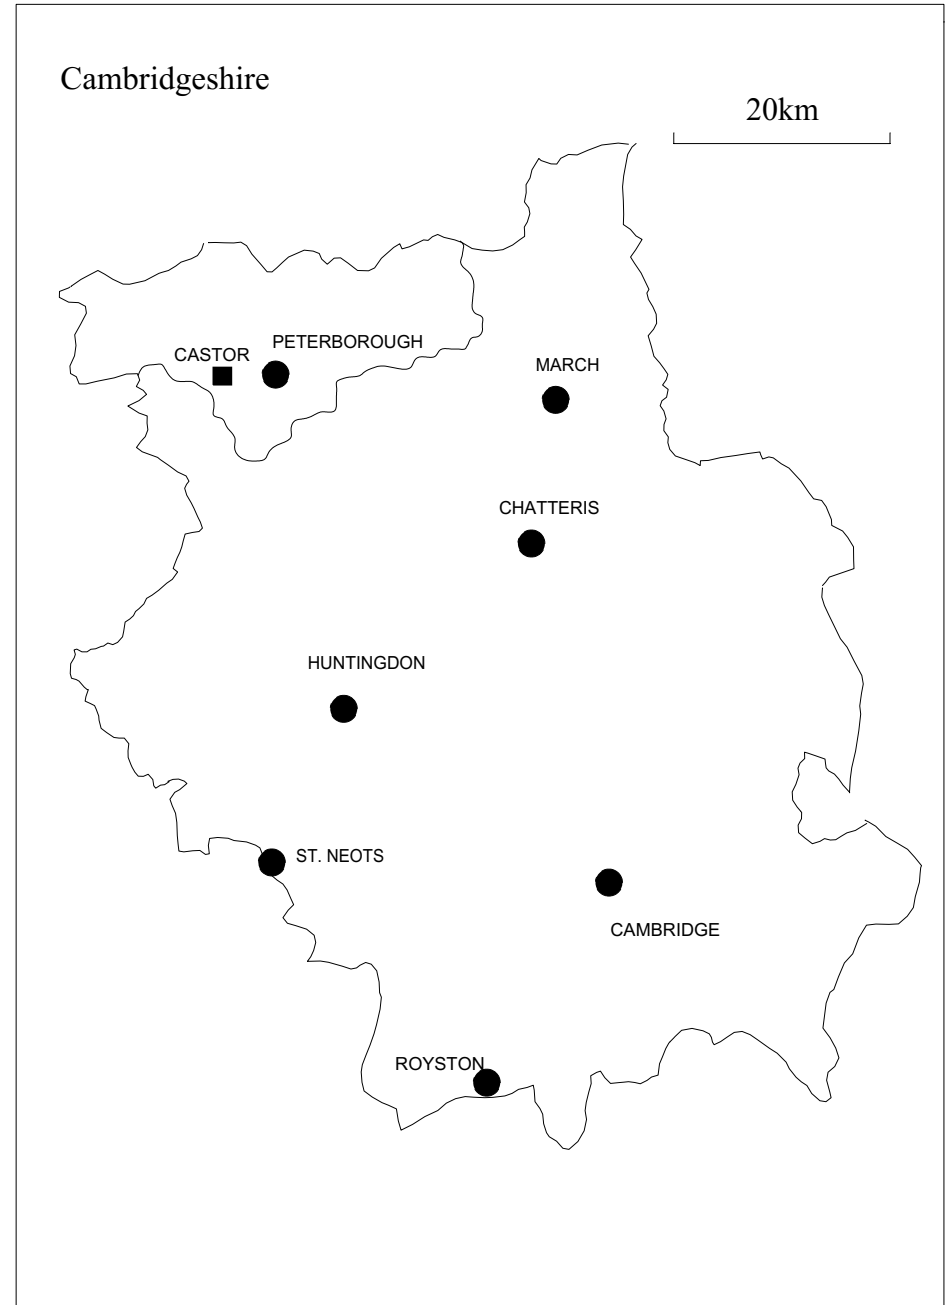 Cambridgeshire
20km
PETERBOROUGH
CASTOR
MARCH
CHATTERIS
HUNTINGDON
ST. NEOTS
CAMBRIDGE
ROYSTON